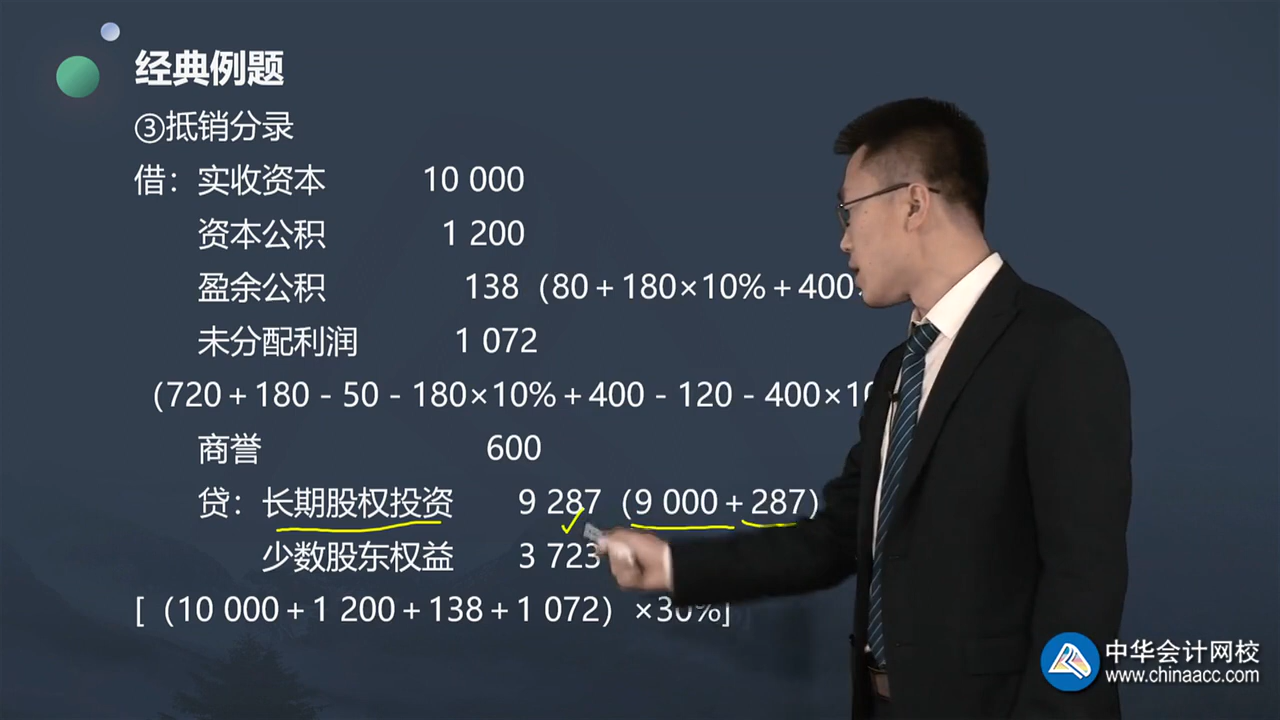 经典例题
③抵销分录
借：实收资本 10 000
资本公积 1 200
盈余公积 138（80＋180×10%＋400
未分配利润 1 072
（720＋180－50－180×10%＋400－120－400×1
商誉 600
贷：长期股权投资 9 287（9 000＋287）
少数股东权益 3 723
[（10 000＋1 200＋138＋1 072）×30%]
中华会计网校
www.chinaacc.com